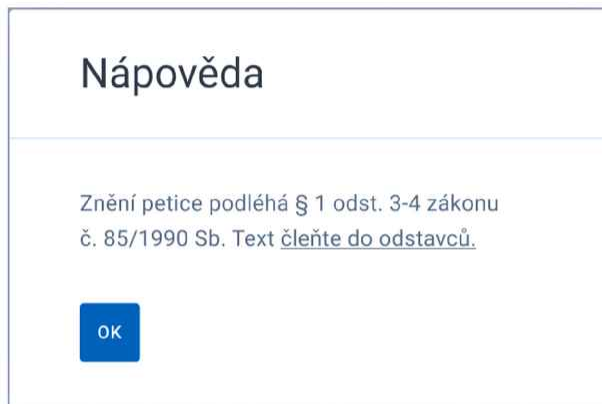 Nápověda
Znění petice podléhá § 1 odst. 3-4 zákonu
č. 85/1990 Sb. Text čleňte do odstavců.
OK